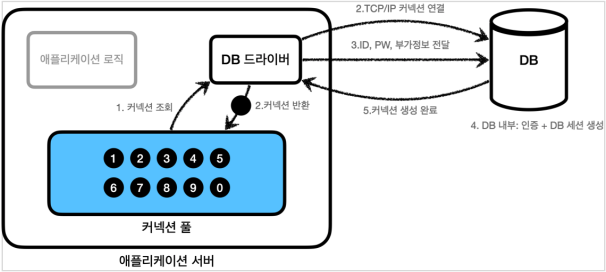 2.TCP/IP 커넥션 연결
애플리케이션 로직
DB 드라이버
3.ID, PW, 부가정보 전달
DB
1. 커넥션 조회
2.커넥션 반환
5.커넥션 생성 완료
4. DB 내부: 인증 + DB 세션 생성
1 2 3 4 5
6 7 8 9 0
커넥션 풀
애플리케이션 서버